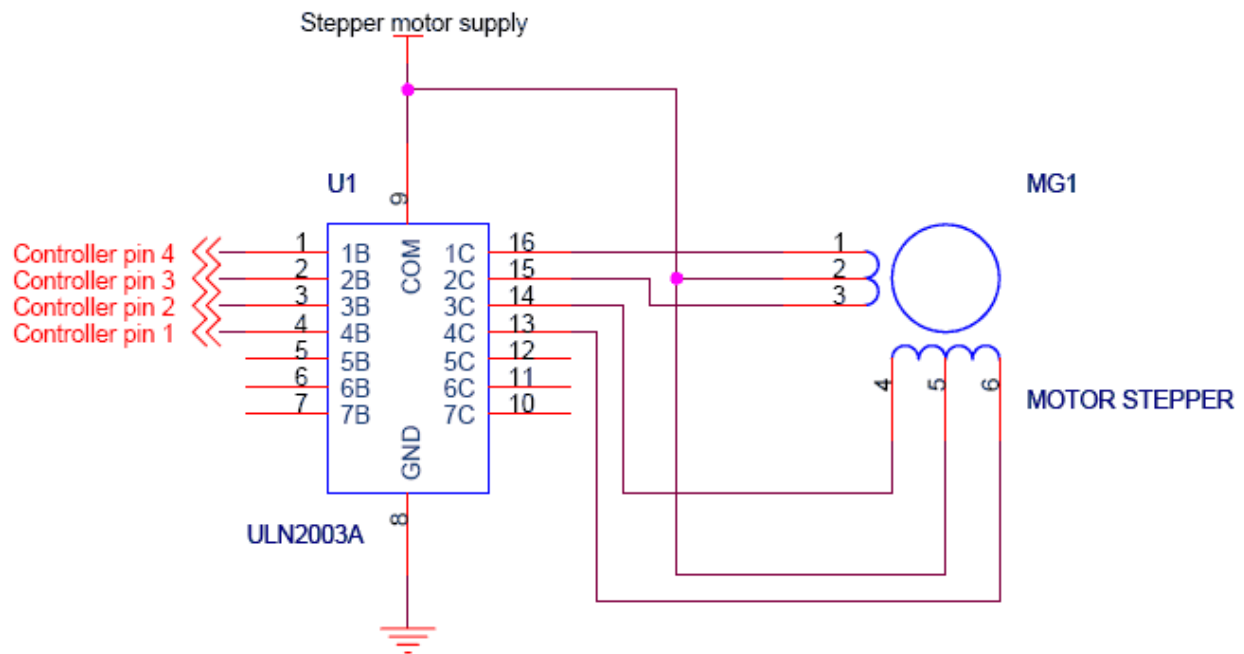 Stepper motor supply
U1
MG1
9
Controller pin 4
1
1B
COM
1C
16
1
Controller pin 3
2
2B
2C
15
2
Controller pin 2
3
3B
3C
14
3
Controller pin 1
4
4B
4C
13
5
5B
5C
12
6
6B
6C
11
7
7B
7C
10
4
5
6
MOTOR STEPPER
GND
8
ULN2003A